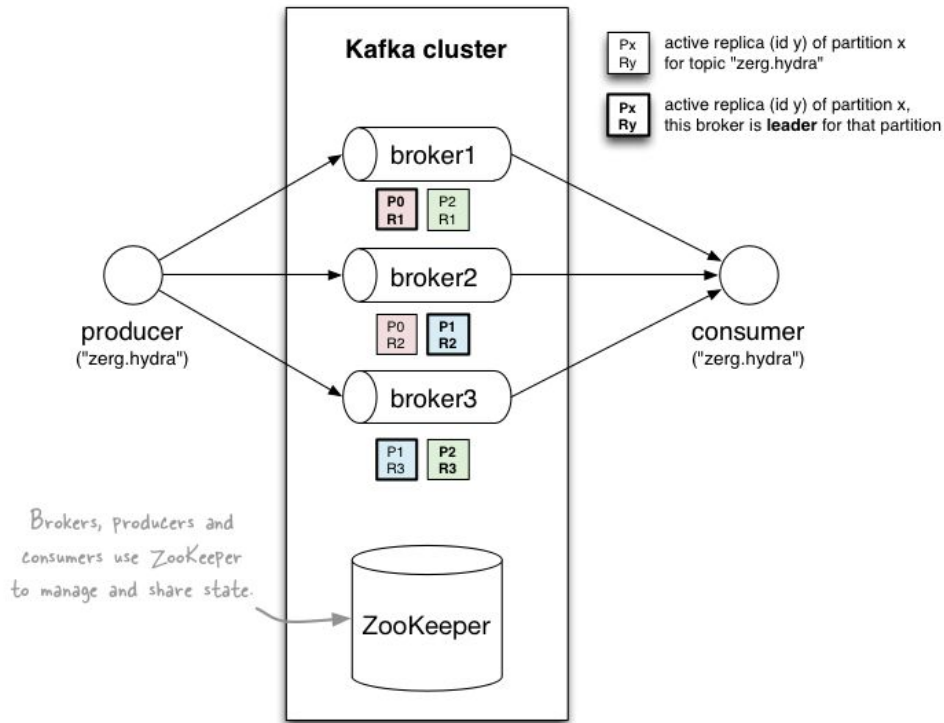 Kafka cluster
Px
Ry
active replica (id y) of partition x
for topic "zerg.hydra"
Px
Ry
active replica (id y) of partition x,
this broker is leader for that partition
broker1
P0
R1
P2
R1
producer
("zerg.hydra")
broker2
P0
R2
P1
R2
consumer
("zerg.hydra")
broker3
P1
R3
P2
R3
Brokers, producers and
consumers use ZooKeeper
to manage and share state.
ZooKeeper